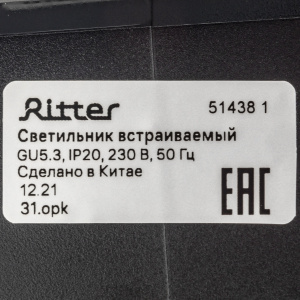 Ritter 51438 1
Светильник встраиваемый
GU5.3, IP20, 230 В, 50 Гц
Сделано в Китае
12.21
31.opk
EAC